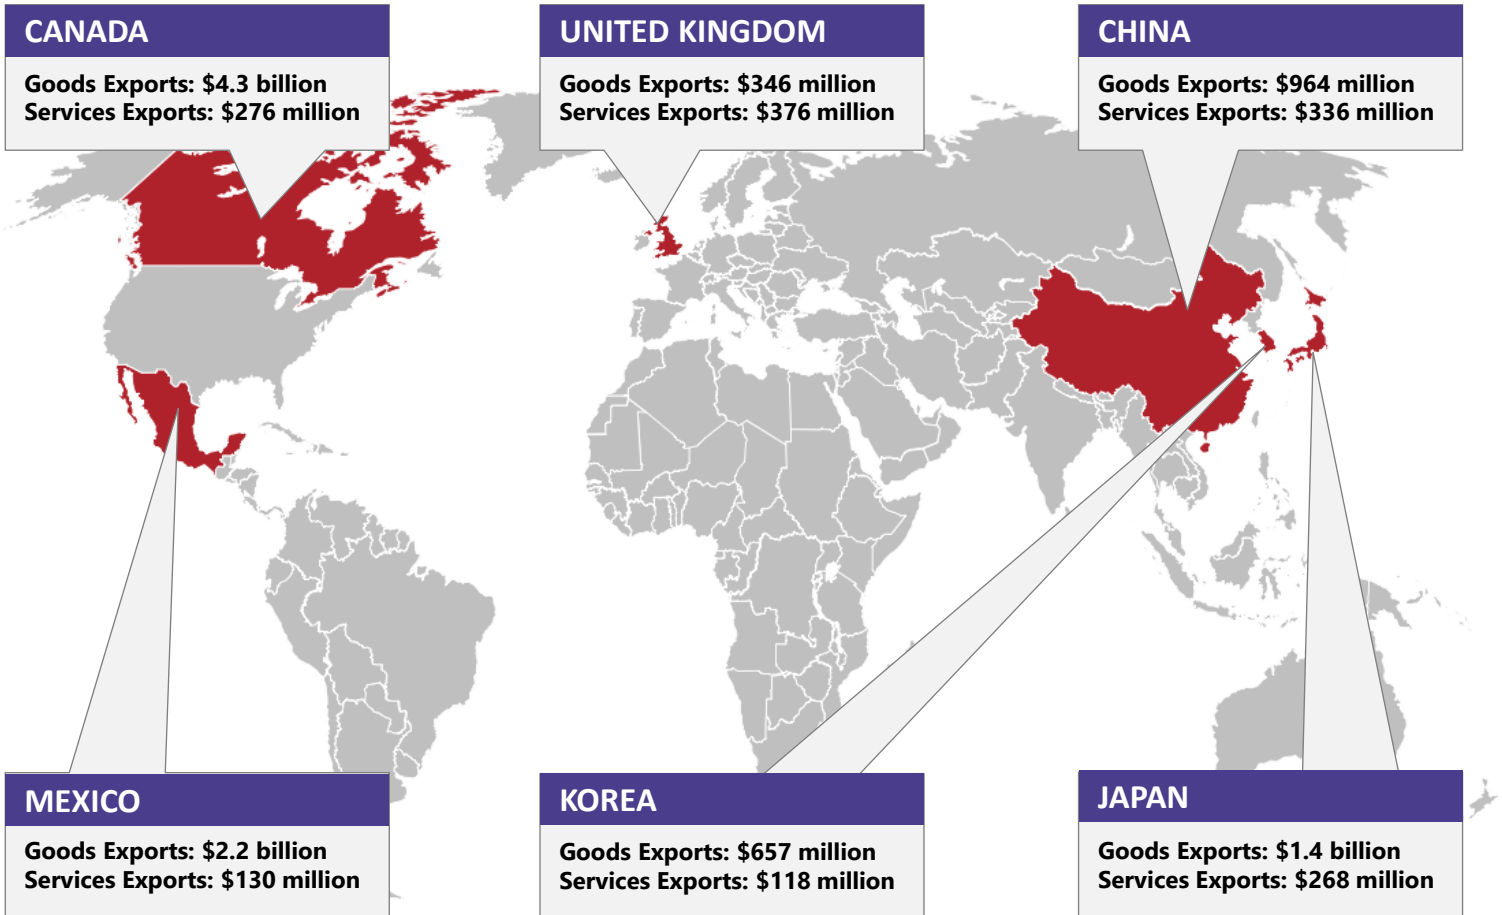 CANADA
Goods Exports: $4.3 billion
Services Exports: $276 million
UNITED KINGDOM
Goods Exports: $346 million
Services Exports: $376 million
CHINA
Goods Exports: $964 million
Services Exports: $336 million
MEXICO
Goods Exports: $2.2 billion
Services Exports: $130 million
KOREA
Goods Exports: $657 million
Services Exports: $118 million
JAPAN
Goods Exports: $1.4 billion
Services Exports: $268 million